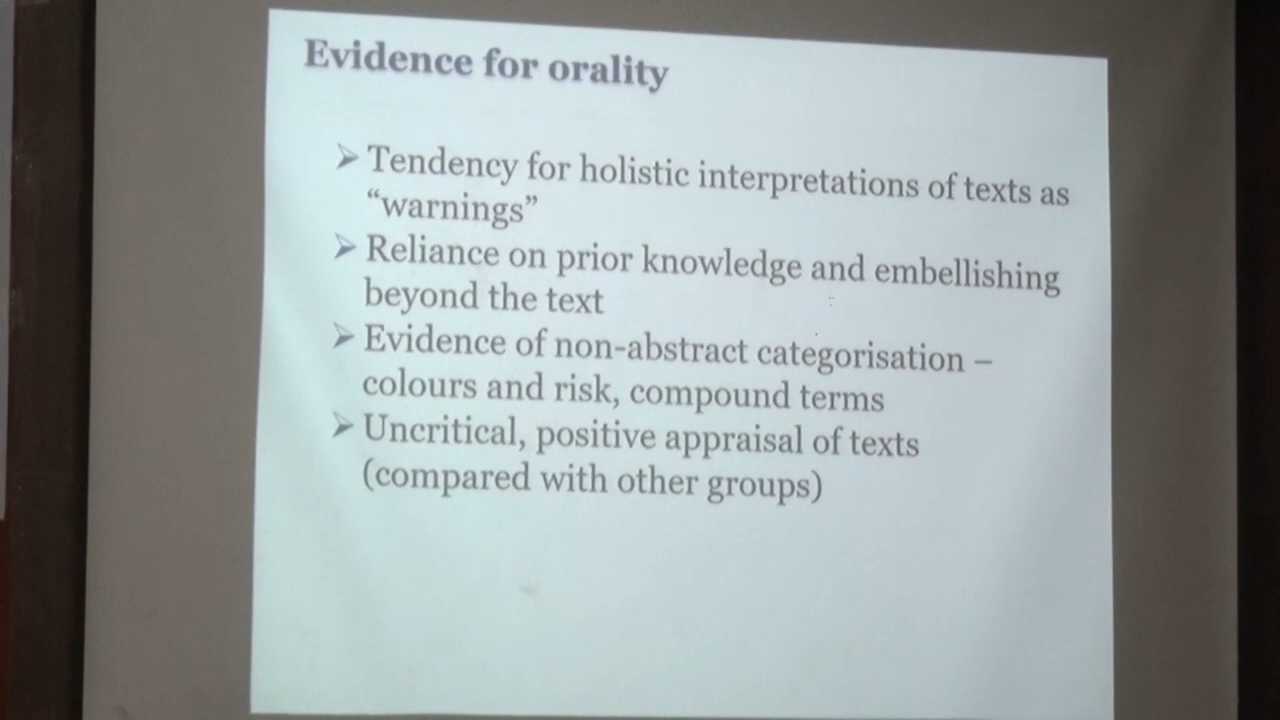 Evidence for orality
➢ Tendency for holistic interpretations of texts as
“warnings”
➢ Reliance on prior knowledge and embellishing
beyond the text
➢ Evidence of non-abstract categorisation –
colours and risk, compound terms
➢ Uncritical, positive appraisal of texts
(compared with other groups)